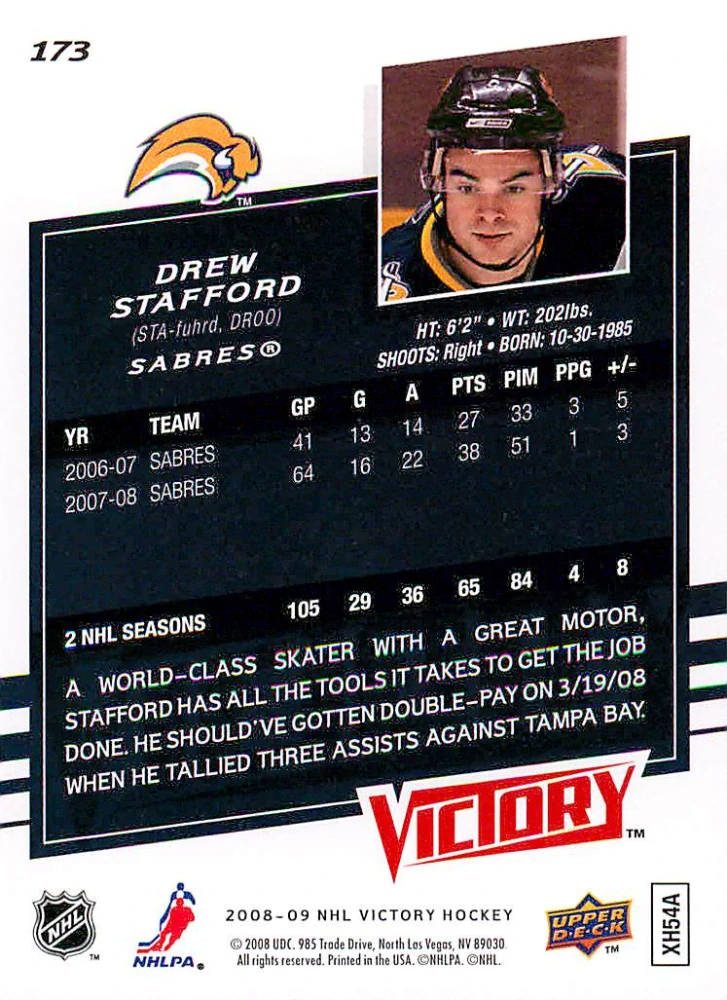 173
TM
DREW
STAFFORD
(STA-fuhrd, DROO)
SABRES®
HT: 6'2" • WT: 202lbs.
SHOOTS: Right • BORN: 10-30-1985
YR TEAM GP G A PTS PIM PPG +/-
2006-07 SABRES 41 13 14 27 33 3 5
2007-08 SABRES 64 16 22 38 51 1 3
2 NHL SEASONS 105 29 36 65 84 4 8
A WORLD-CLASS SKATER WITH A GREAT MOTOR,
STAFFORD HAS ALL THE TOOLS IT TAKES TO GET THE JOB
DONE. HE SHOULD'VE GOTTEN DOUBLE-PAY ON 3/19/08
WHEN HE TALLIED THREE ASSISTS AGAINST TAMPA BAY.
VICTORY TM
NHL TM
NHLPA®
2008-09 NHL VICTORY HOCKEY
© 2008 UDC. 985 Trade Drive, North Las Vegas, NV 89030.
All rights reserved. Printed in the USA. ©NHLPA. ©NHL.
UPPER
D·E·C·K TM
XH54A